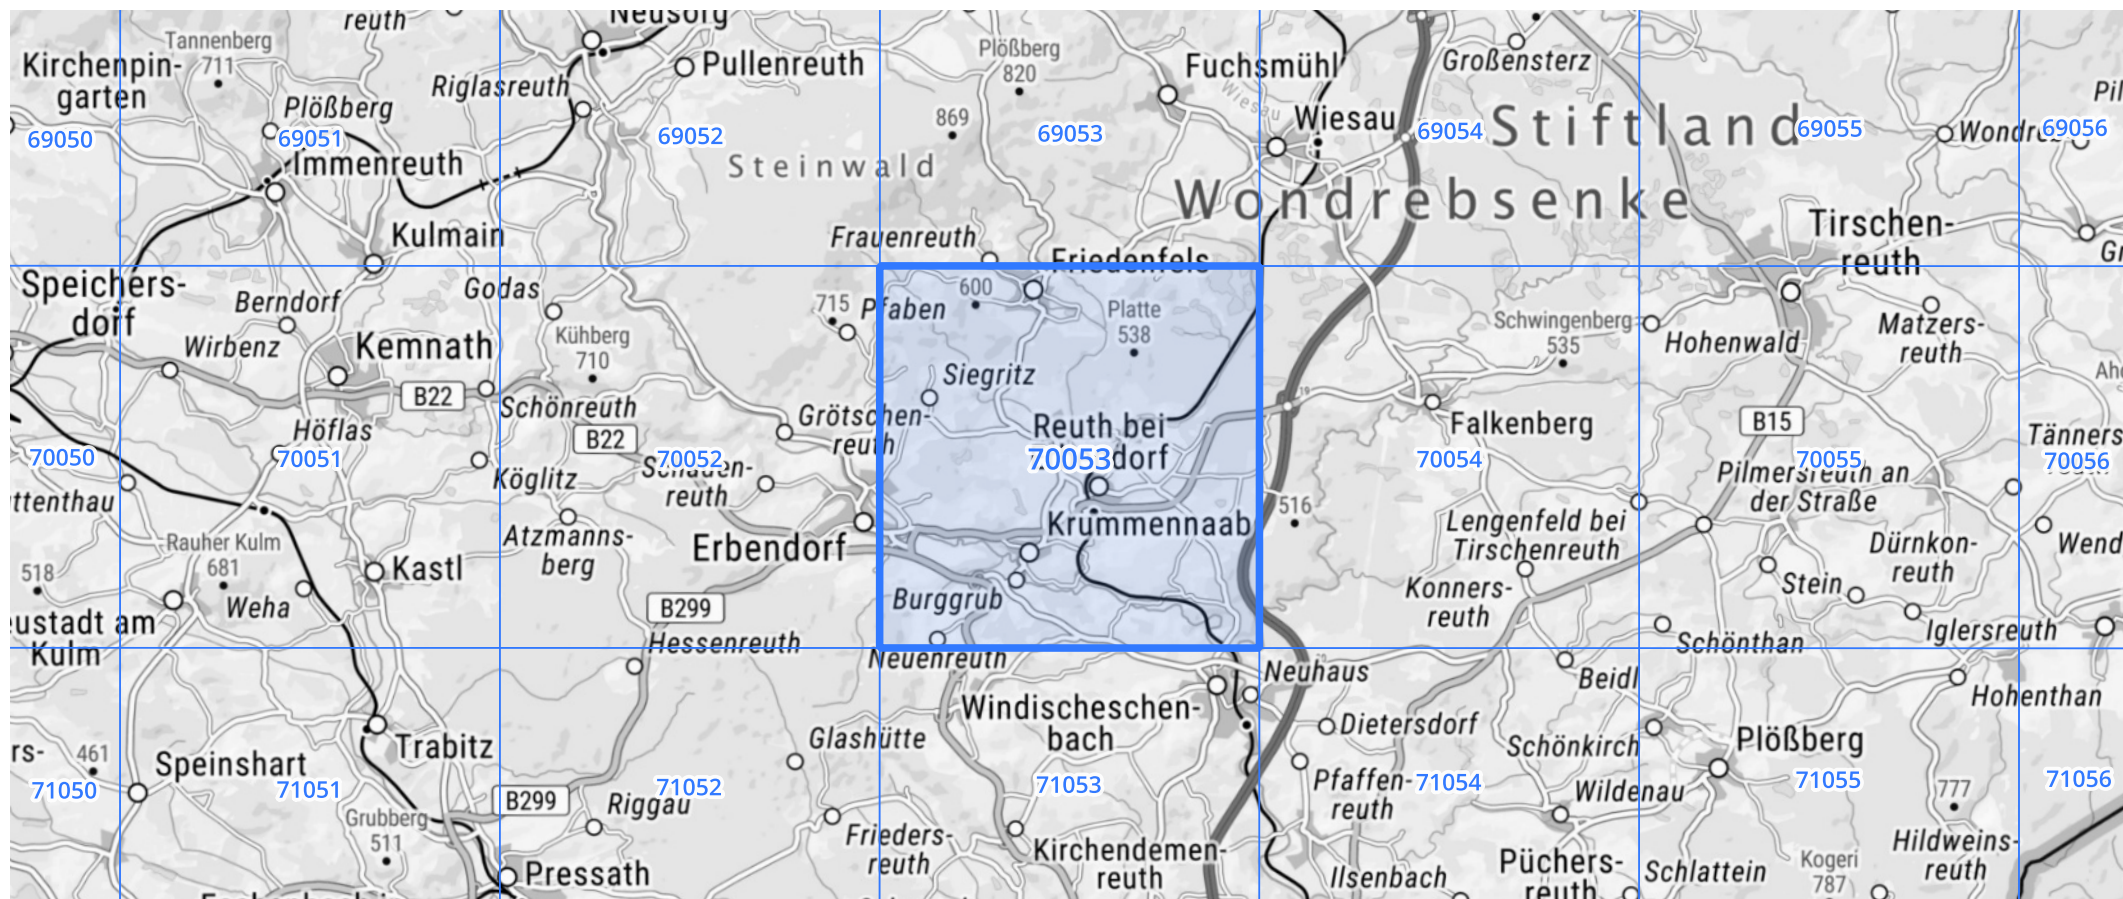 reuth
Neusorg
Tannenberg
711
Kirchenpin-
garten
Plößberg
69050
69051
Immenreuth
Riglasreuth
Pullenreuth
69052
Steinwald
Plößberg
820
869
69053
Fuchsmühl
Wiesau
Wiesau
Großensterz
69054
Stiftland
69055
69056
Wondrebsenke
Kulmain
Frauenreuth
Friedenfels
Tirschen-
reuth
Speichers-
dorf
Berndorf
Wirbenz
Kemnath
Godas
Kühberg
710
715
Pfaben
600
Platte
538
Siegritz
Schwingenberg
535
Hohenwald
Matzers-
reuth
B22
Schönreuth
B22
Höflas
Grötschen-
reuth
Reuth bei
dorf
19
Falkenberg
B15
Tänners
70050
70051
70052
70053
70054
70055
70056
ttenthau
Köglitz
reuth
Pilmersreuth an
der Straße
516
Atzmanns-
berg
Erbendorf
Krummennaab
Lengenfeld bei
Tirschenreuth
Dürnkon-
reuth
Wend
Rauher Kulm
681
518
Kastl
Weha
B299
Burggrub
Konners-
reuth
Stein
Iglersreuth
eustadt am
Kulm
Hessenreuth
Neuenreuth
Neuhaus
Schönthan
Beidl
Hohenthan
Windischeschen-
bach
Dietersdorf
Schönkirch
Plößberg
rs-
461
Speinshart
Trabitz
Glashütte
71050
71051
71052
71053
71054
71055
71056
B299
Riggau
Pfaffen-
reuth
Wildenau
777
Grubberg
511
Frieders-
reuth
Kirchendemen-
reuth
Hildweins-
reuth
Pressath
Ilsenbach
Püchers-
reuth
Schlattein
Kogeri
787